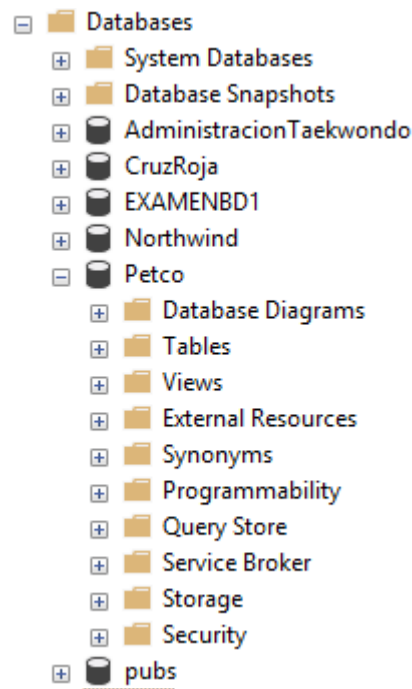 Databases
System Databases
Database Snapshots
AdministracionTaekwondo
CruzRoja
EXAMENBD1
Northwind
Petco
Database Diagrams
Tables
Views
External Resources
Synonyms
Programmability
Query Store
Service Broker
Storage
Security
pubs